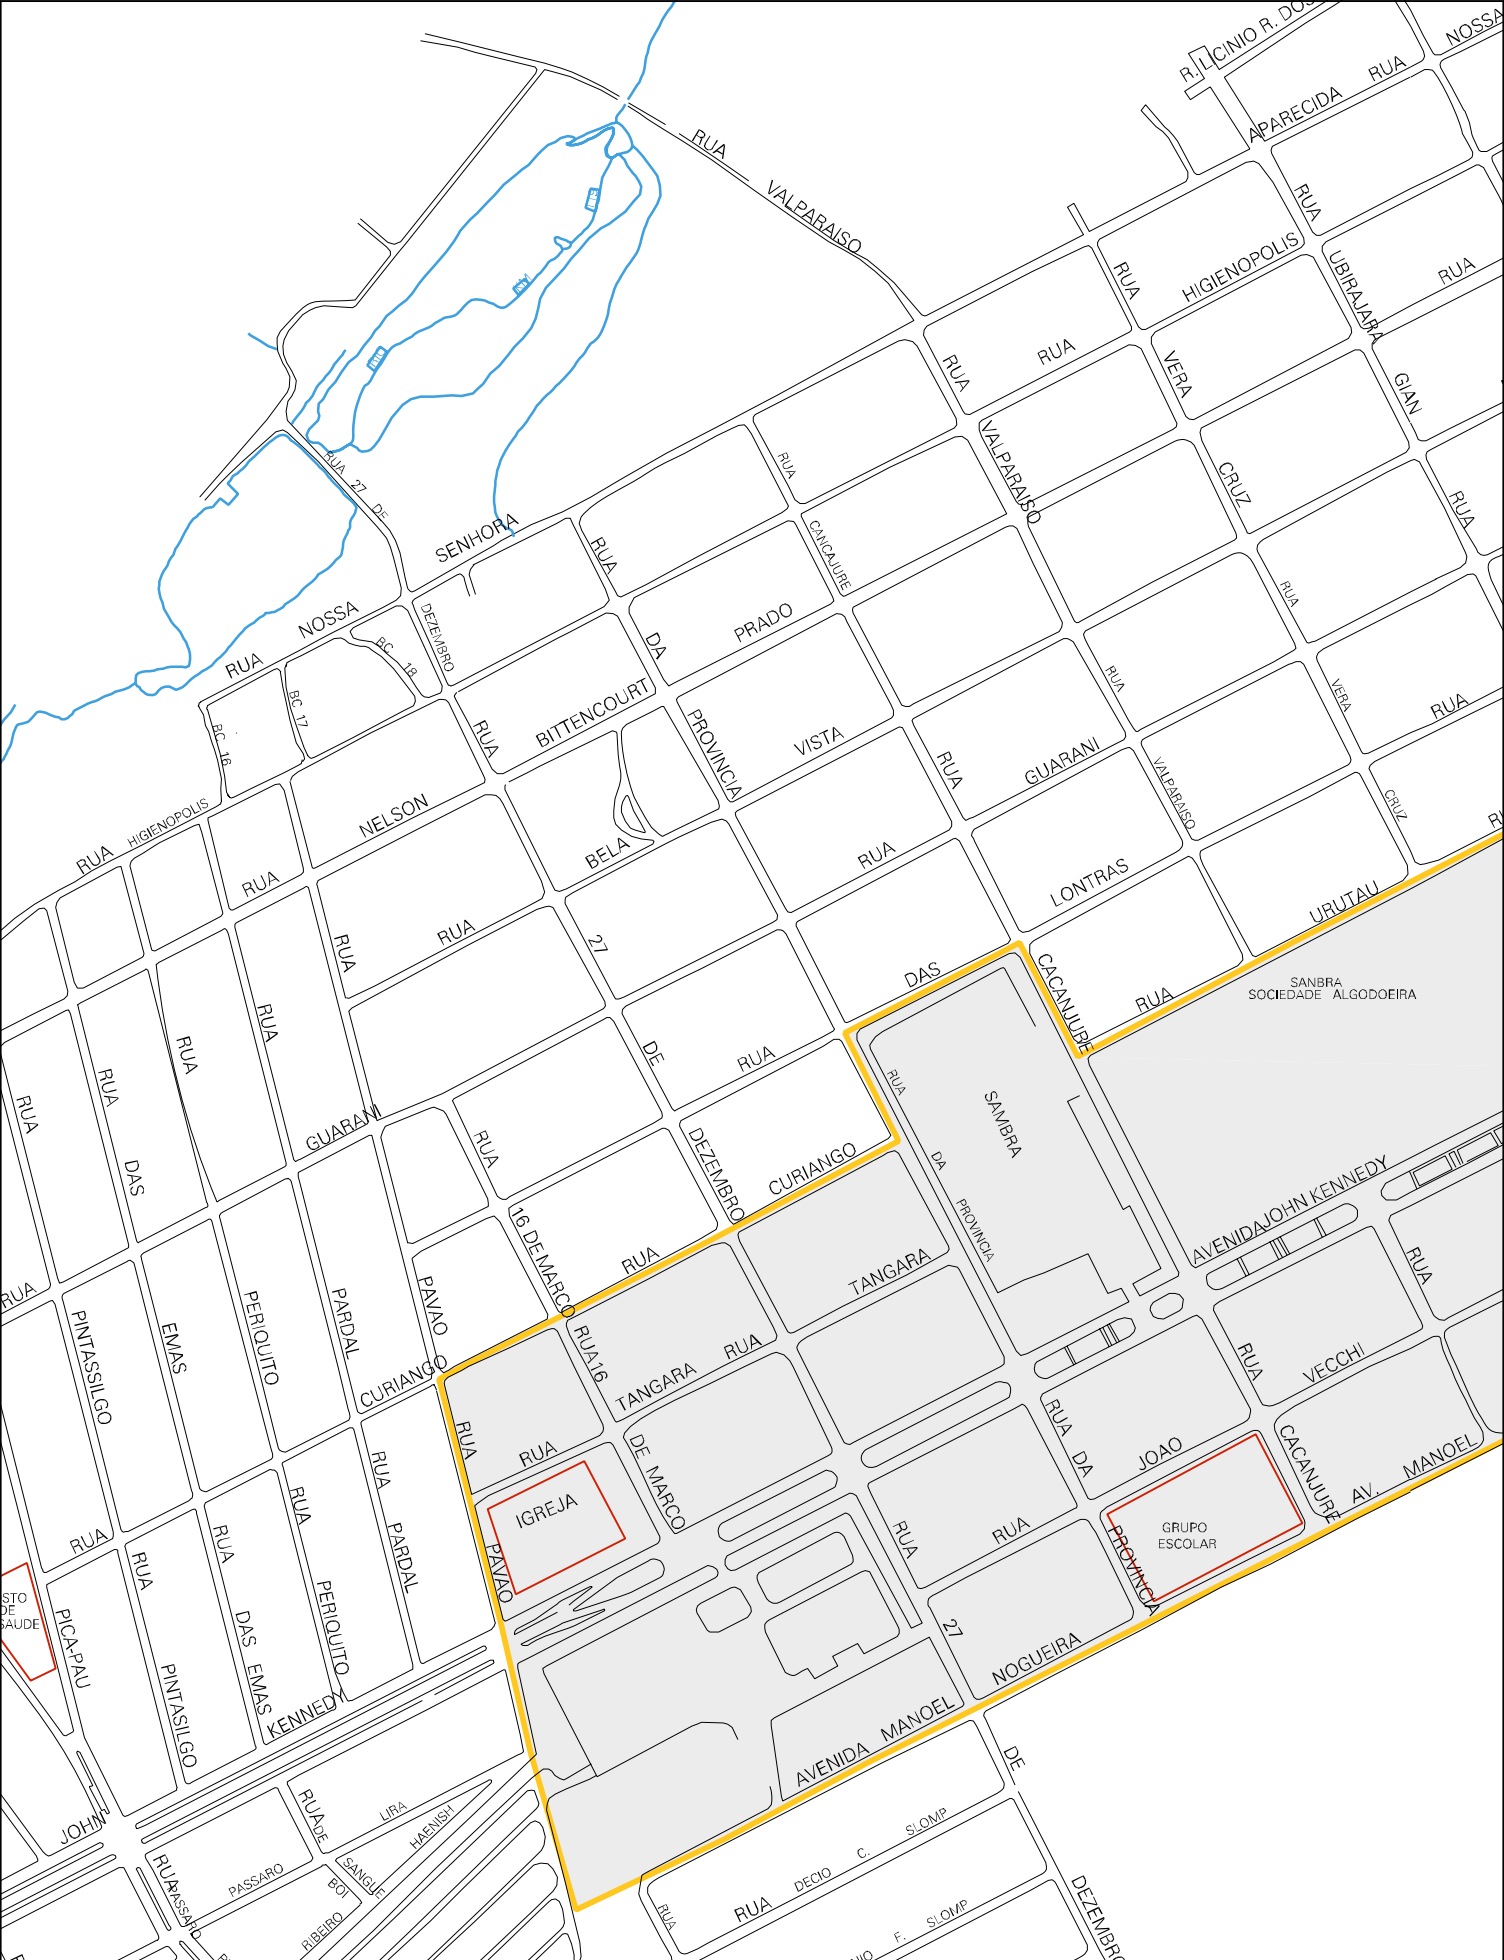 R. LICINIO R. DOS
NOSSA
RUA
APARECIDA
RUA
VALPARAISO
RUA
HIGIENOPOLIS
RUA
UBIRAJARA
RUA
RUA
RUA
VERA
GIAN
RUA
27
DE
SENHORA
RUA
VALPARAISO
CRUZ
RUA
RUA
CANCAJURE
RUA
NOSSA
DEZEMBRO
RUA
BC. 18
BC. 17
BC. 16
DA
PRADO
RUA
RUA
VERA
RUA
RUA
BITTENCOURT
PROVINCIA
VISTA
RUA
GUARANI
VALPARAISO
CRUZ
HIGIENOPOLIS
RUA
NELSON
RUA
BELA
RUA
LONTRAS
URUTAU
RUA
RUA
27
DAS
CACANJURE
RUA
SANBRA
SOCIEDADE ALGODOEIRA
RUA
RUA
RUA
RUA
DAS
GUARANI
RUA
DE
RUA
RUA
SAMBRA
DEZEMBRO
CURIANGO
DA
PROVINCIA
AVENIDA JOHN KENNEDY
RUA
RUA
PINTASSILGO
EMAS
PERIQUITO
PARDAL
PAVAO
16 DE MARCO
RUA
TANGARA
RUA
VECCHI
CURIANGO
RUA 16
TANGARA
RUA
RUA
RUA
DE MARCO
RUA
DA
JOAO
CACANJURE
AV.
MANOEL
IGREJA
RUA
RUA
PROVINCIA
GRUPO
ESCOLAR
RUA
RUA
RUA
RUA
RUA
PARDAL
PAVAO
STO
DE
SAUDE
PICA-PAU
PINTASILGO
DAS
EMAS
PERIQUITO
KENNEDY
27
NOGUEIRA
AVENIDA
MANOEL
DE
JOHN
RUA
DE
LIRA
HAENISH
RUA
PASSARO
PASSARO
SANGUE
BOI
RIBEIRO
RUA
RUA
DECIO
C.
SLOMP
F.
SLOMP
DEZEMBRO